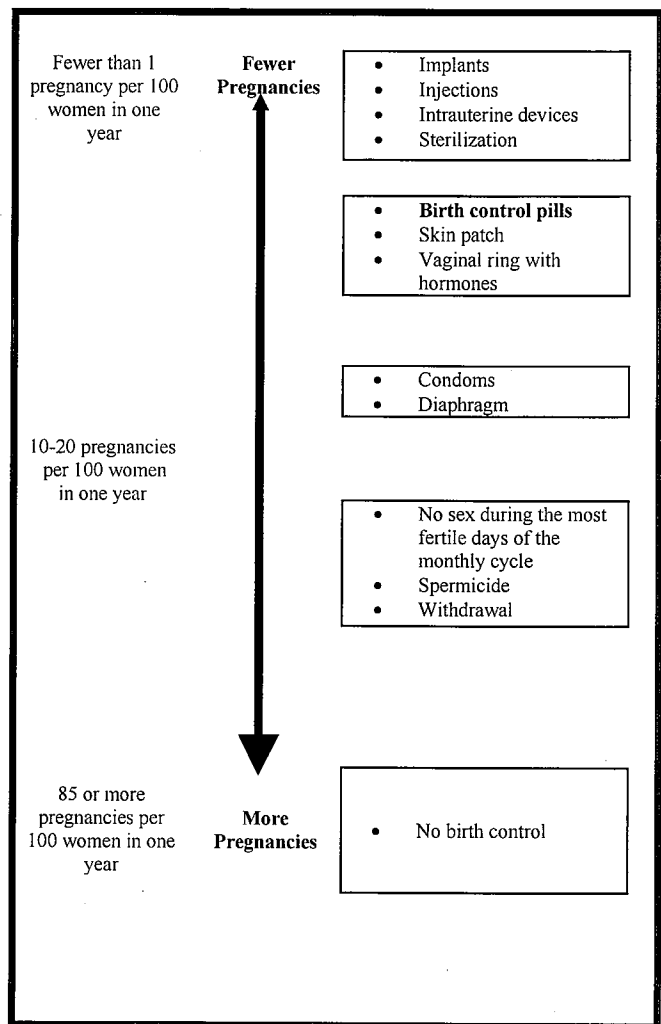 Fewer than 1
pregnancy per 100
women in one
year
Fewer
Pregnancies
• Implants
• Injections
• Intrauterine devices
• Sterilization
• Birth control pills
• Skin patch
• Vaginal ring with
hormones
• Condoms
• Diaphragm
10-20 pregnancies
per 100 women
in one year
• No sex during the most
fertile days of the
monthly cycle
• Spermicide
• Withdrawal
85 or more
pregnancies per
100 women in one
year
More
Pregnancies
• No birth control